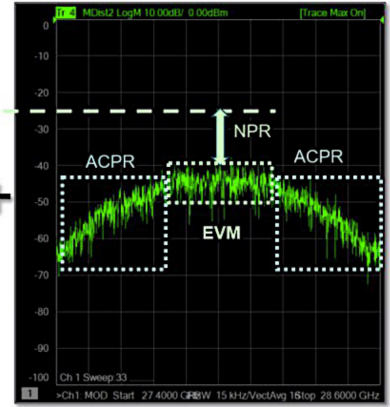 Tr 4 MDist2 LogM 10.00dB/ 0.00dBm [Trace Max On]
0
-10
-20
-30
-40
-50
-60
-70
-80
-90
-100
NPR
ACPR
ACPR
EVM
Ch 1 Sweep 33
1 >Ch1: MOD Start 27.4000 GHz 15 kHz/VectAvg 16 Stop 28.6000 GHz